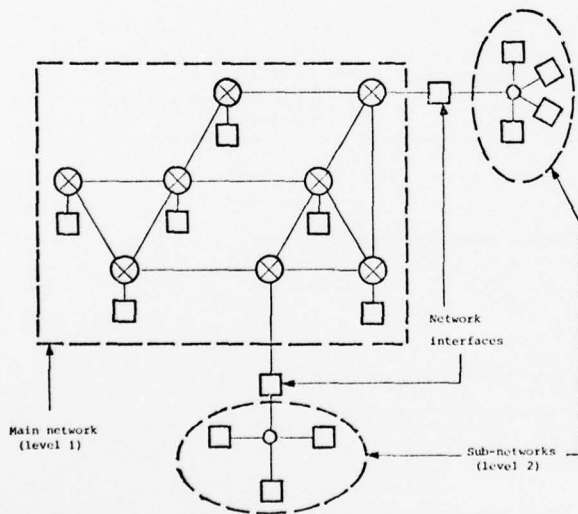 Network
interfaces
Main network
(level 1)
Sub-networks
(level 2)